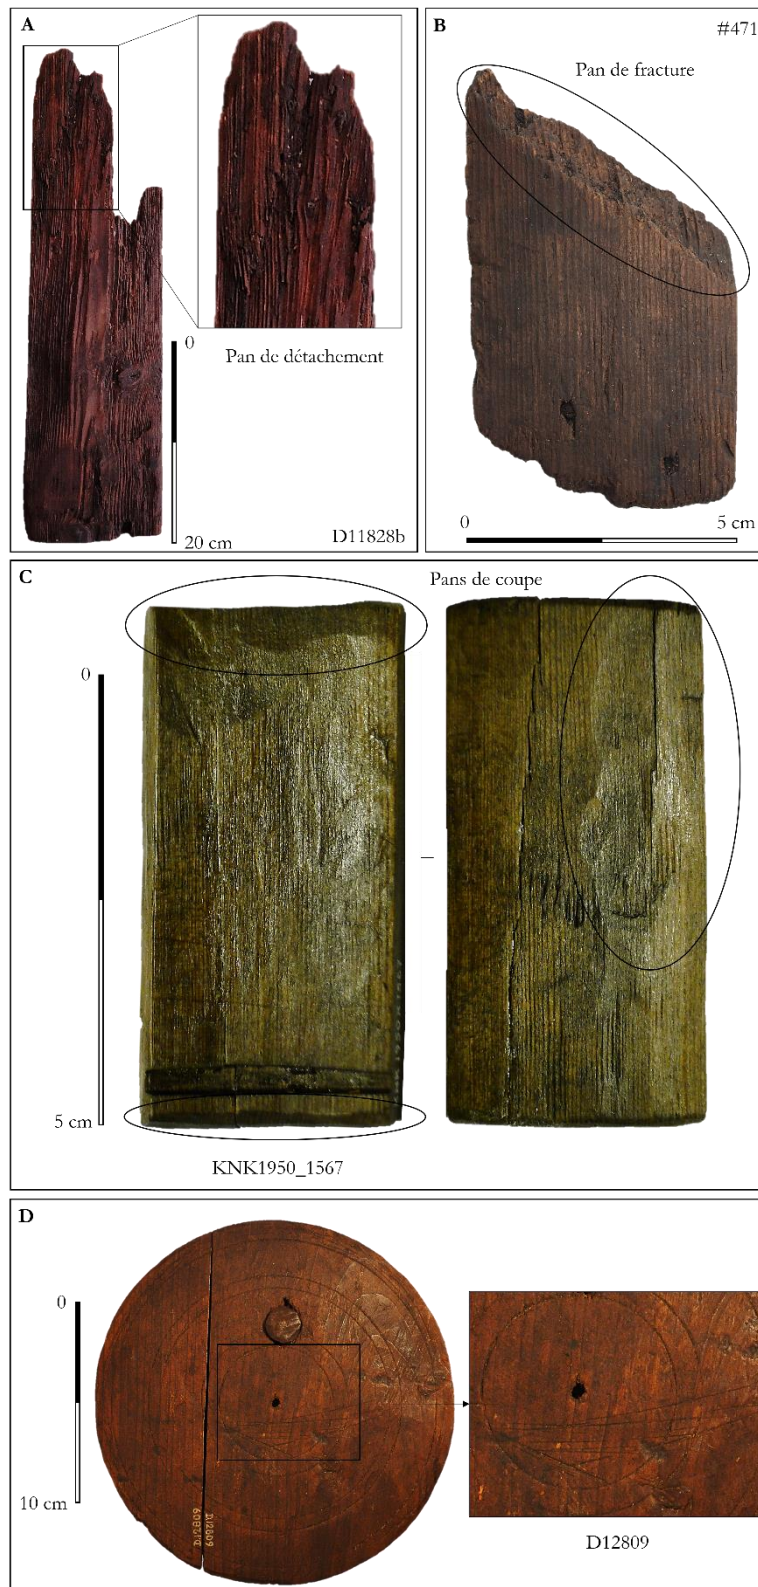 A
Pan de détachement
0
20 cm
D11828b
B
#471
Pan de fracture
0
5 cm
C
Pans de coupe
0
5 cm
KNK1950_1567
D
0
10 cm
D12809
D12809